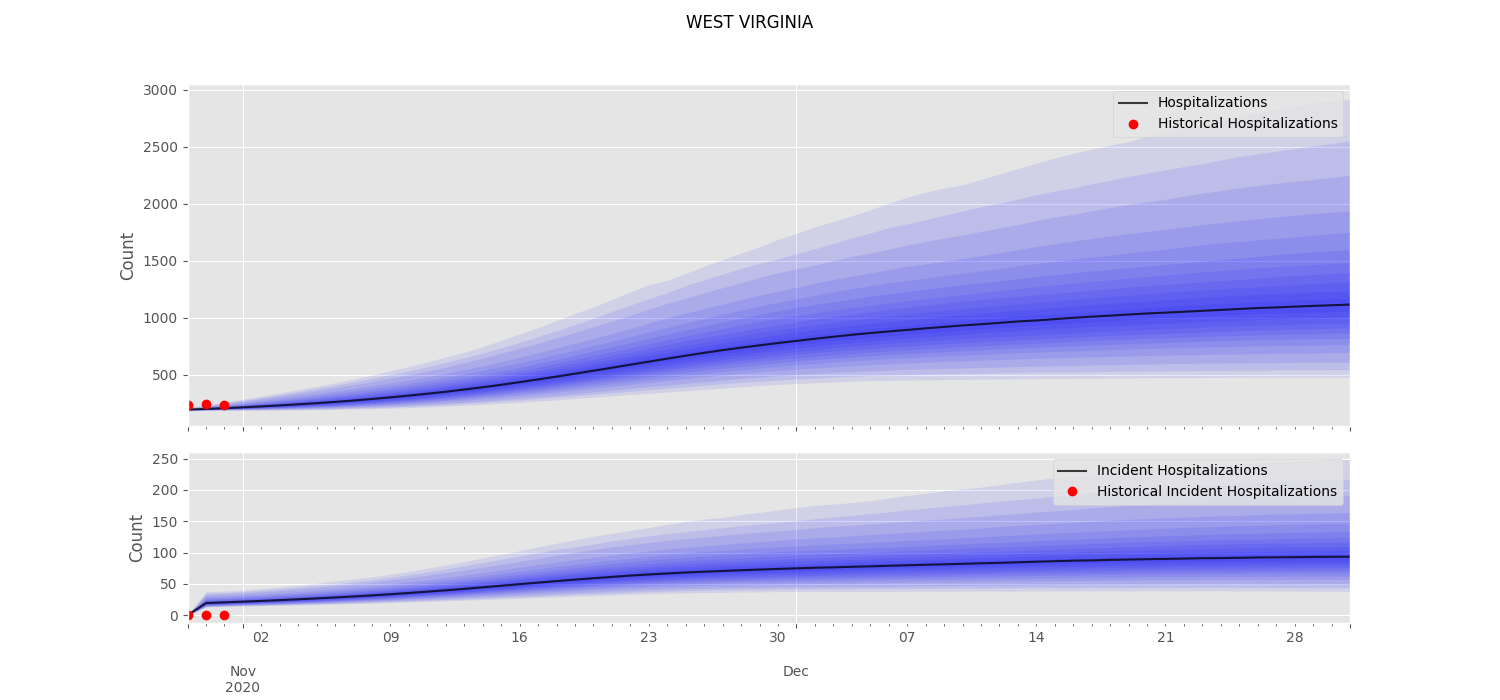 WEST VIRGINIA
3000
2500
2000
1500
1000
500
Count
Hospitalizations
Historical Hospitalizations
250
200
150
100
50
0
Count
Incident Hospitalizations
Historical Incident Hospitalizations
02 09 16 23 30 07 14 21 28
Nov Dec
2020